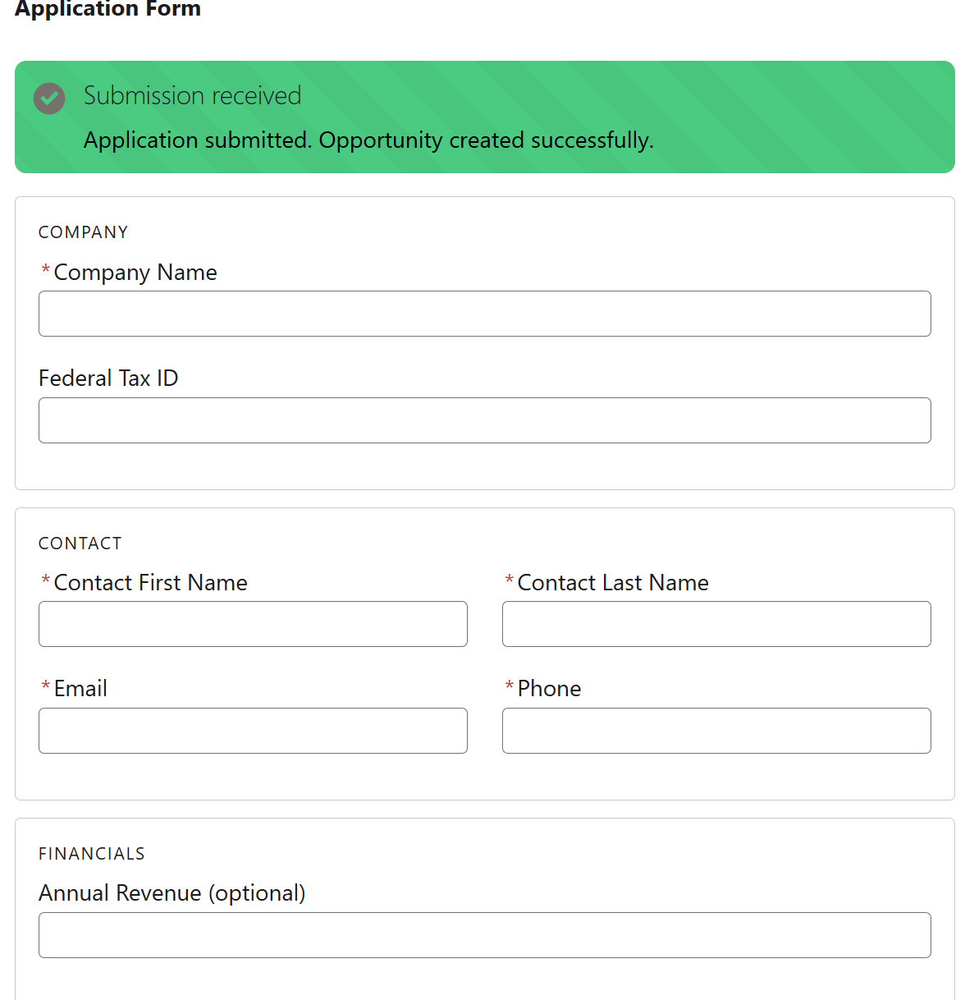 Application Form
Submission received
Application submitted. Opportunity created successfully.
COMPANY
*Company Name
Federal Tax ID
CONTACT
*Contact First Name
*Contact Last Name
*Email
*Phone
FINANCIALS
Annual Revenue (optional)